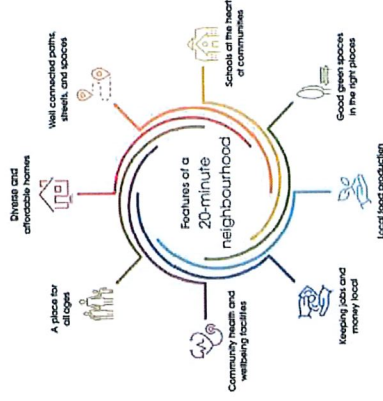 Features of a
20-minute
neighbourhood
Diverse and
affordable homes
Well connected paths,
streets, and spaces
Schools at the heart
of communities
Good green spaces
in the right places
Local food production
Keeping jobs and
money local
Community health and
wellbeing facilities
A place for
all ages